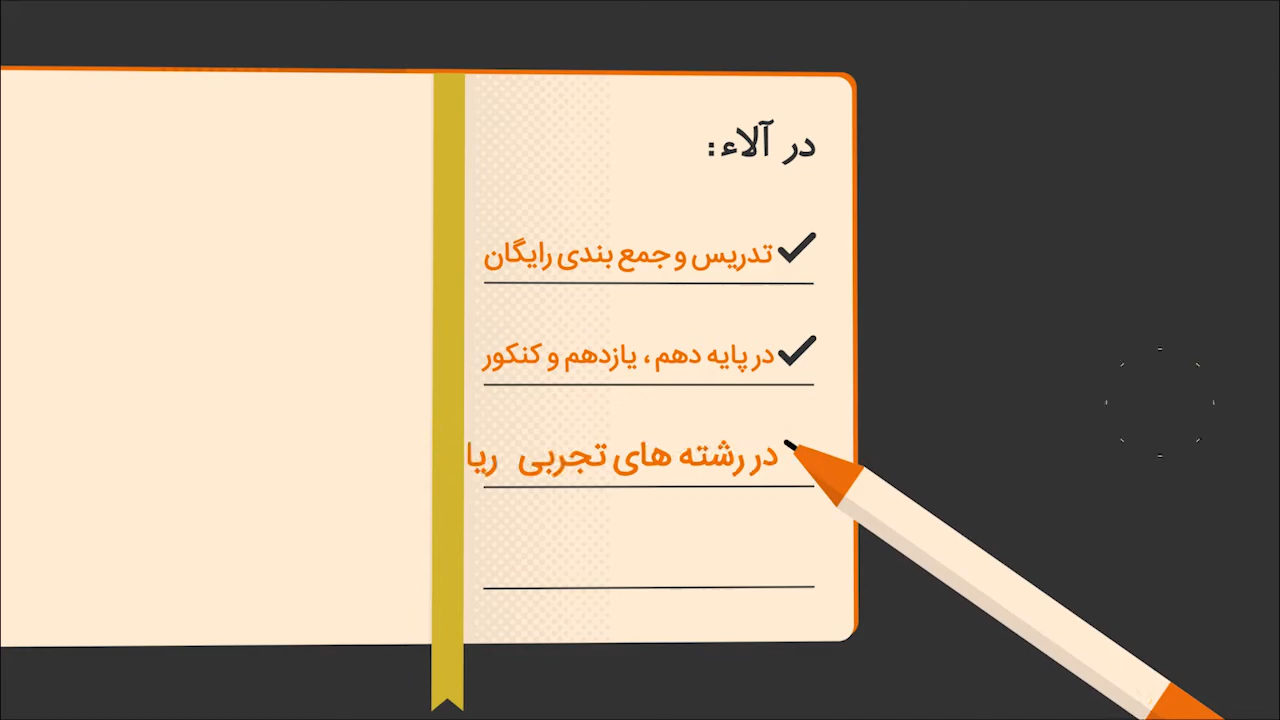 در آلاء:
تدریس و جمع بندی رایگان
در پایه دهم ، یازدهم و کنکور
در رشته های تجربی ریا